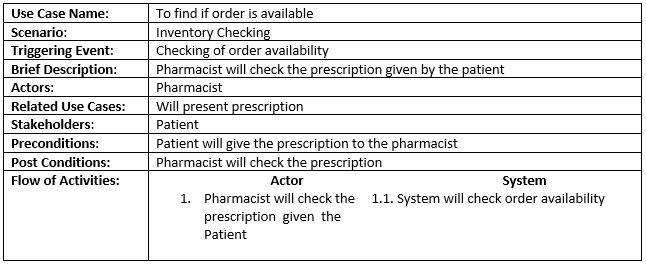 Use Case Name: To find if order is available
Scenario: Inventory Checking
Triggering Event: Checking of order availability
Brief Description: Pharmacist will check the prescription given by the patient
Actors: Pharmacist
Related Use Cases: Will present prescription
Stakeholders: Patient
Preconditions: Patient will give the prescription to the pharmacist
Post Conditions: Pharmacist will check the prescription
Flow of Activities: Actor System
1. Pharmacist will check the 1.1. System will check order availability
prescription given the
Patient